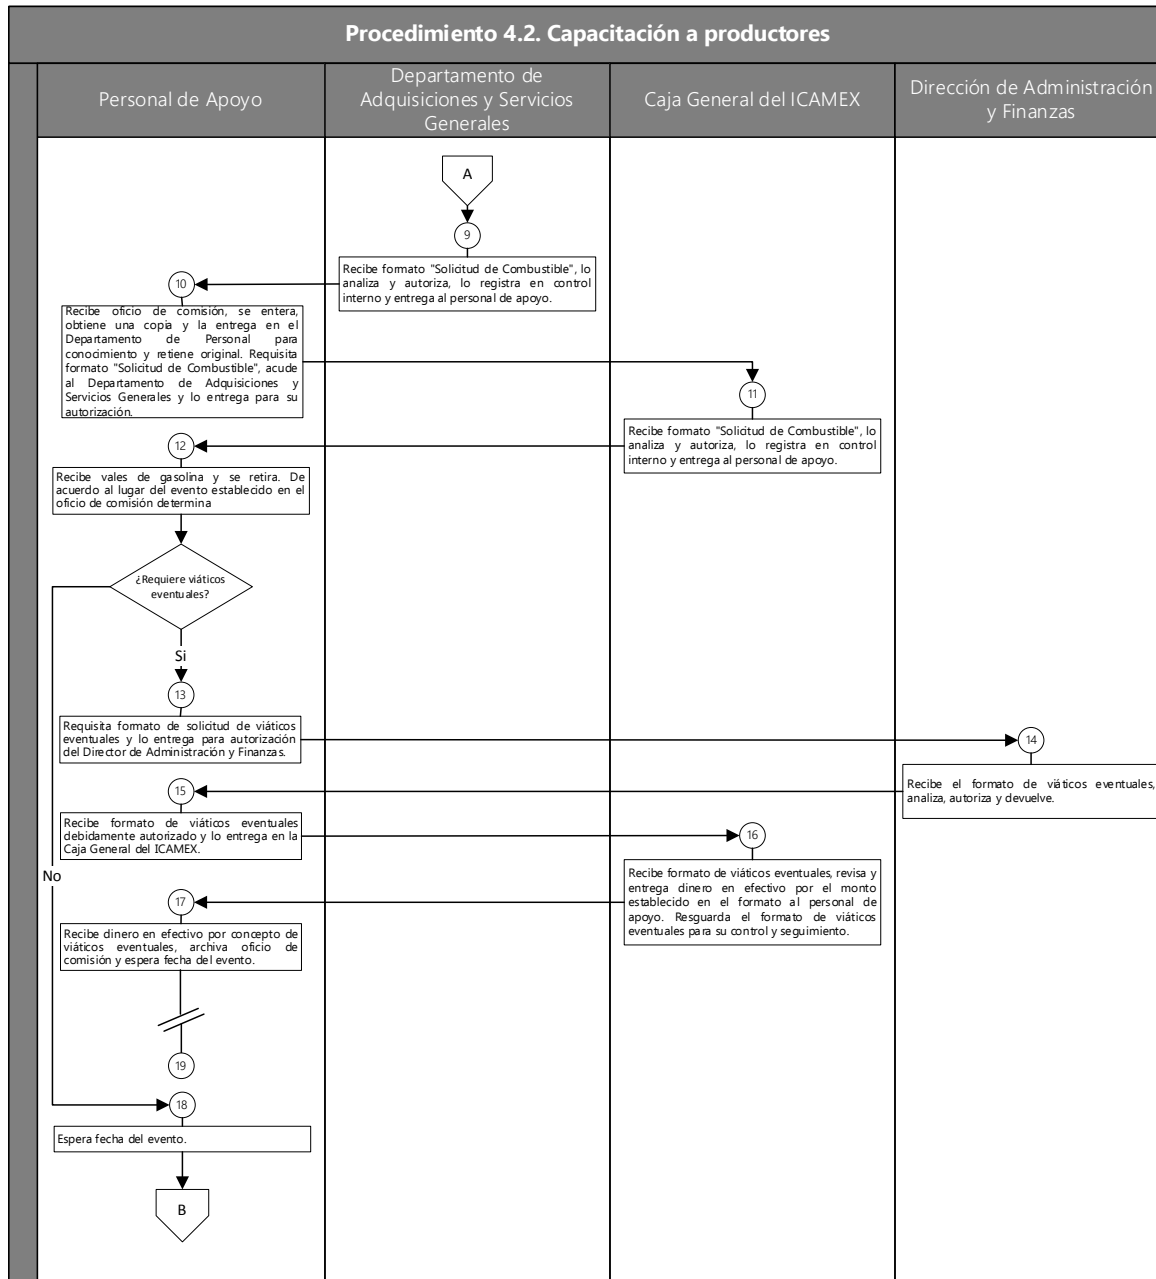 Procedimiento 4.2. Capacitación a productores
Personal de Apoyo
Departamento de
Adquisiciones y Servicios
Generales
Caja General del ICAMEX
Dirección de Administración
y Finanzas
A
9
Recibe formato "Solicitud de Combustible", lo
analiza y autoriza, lo registra en control
interno y entrega al personal de apoyo.
10
Recibe oficio de comisión, se entera,
obtiene una copia y la entrega en el
Departamento de Personal para
conocimiento y retiene original. Requisita
formato "Solicitud de Combustible", acude
al Departamento de Adquisiciones y
Servicios Generales y lo entrega para su
autorización.
11
Recibe formato "Solicitud de Combustible", lo
analiza y autoriza, lo registra en control
interno y entrega al personal de apoyo.
12
Recibe vales de gasolina y se retira. De
acuerdo al lugar del evento establecido en el
oficio de comisión determina
¿Requiere viáticos
eventuales?
Si
13
Requisita formato de solicitud de viáticos
eventuales y lo entrega para autorización
del Director de Administración y Finanzas.
14
Recibe el formato de viáticos eventuales,
analiza, autoriza y devuelve.
15
Recibe formato de viáticos eventuales
debidamente autorizado y lo entrega en la
Caja General del ICAMEX.
16
Recibe formato de viáticos eventuales, revisa y
entrega dinero en efectivo por el monto
establecido en el formato al personal de
apoyo. Resguarda el formato de viáticos
eventuales para su control y seguimiento.
No
17
Recibe dinero en efectivo por concepto de
viáticos eventuales, archiva oficio de
comisión y espera fecha del evento.
19
18
Espera fecha del evento.
B